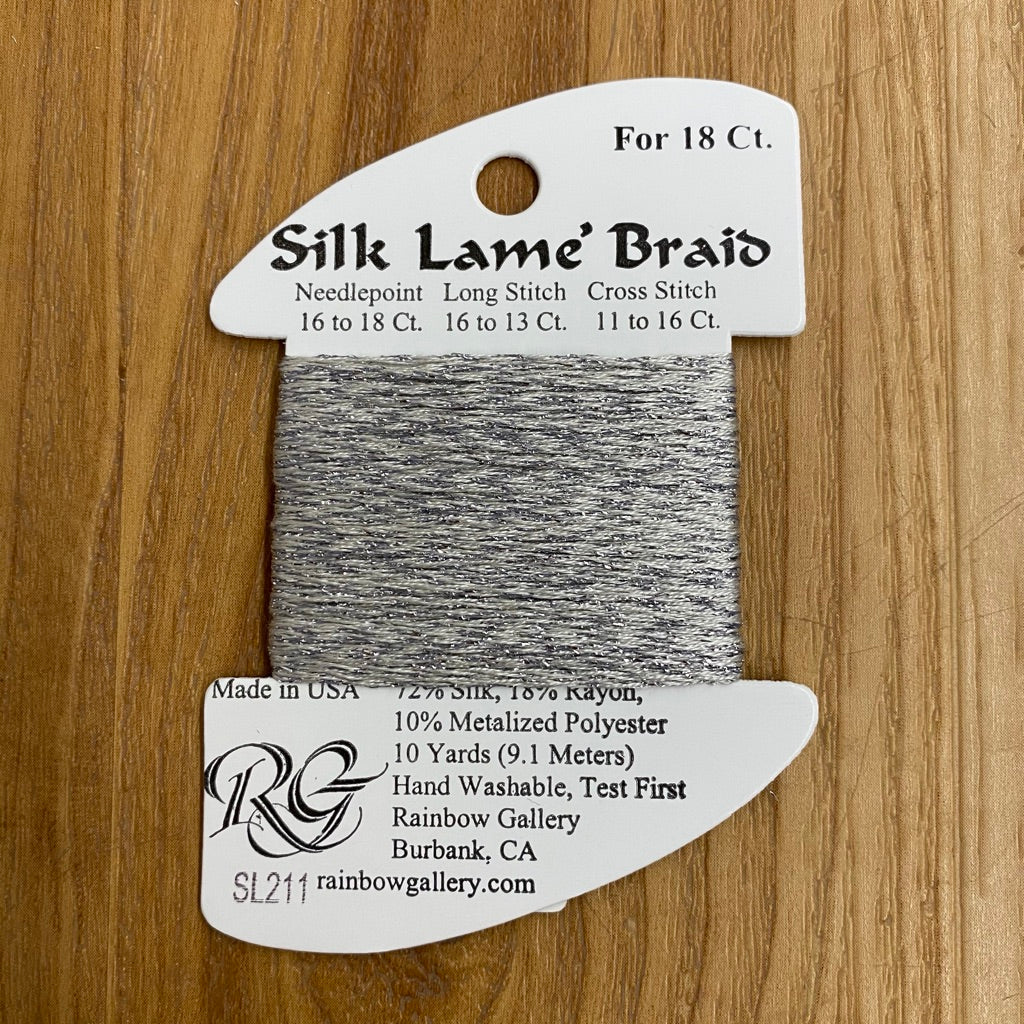 For 18 Ct.
Silk Lame' Braid
Needlepoint Long Stitch Cross Stitch
16 to 18 Ct. 16 to 13 Ct. 11 to 16 Ct.
Made in USA 72% Silk, 18% Rayon,
10% Metalized Polyester
10 Yards (9.1 Meters)
Hand Washable, Test First
RG
Rainbow Gallery
Burbank, CA
SL211 rainbowgallery.com